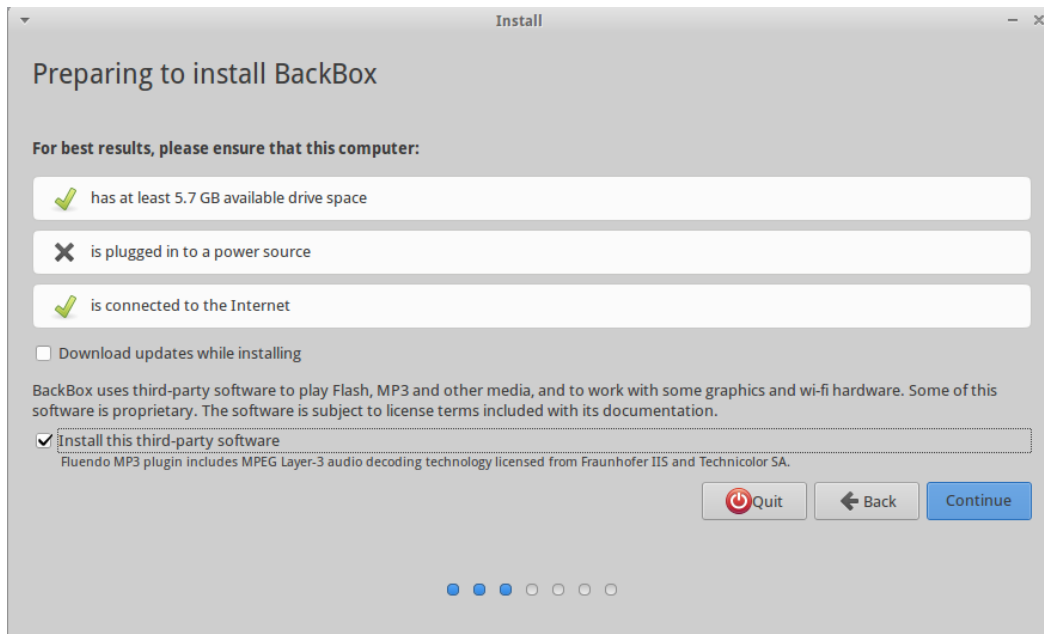 Install
Preparing to install BackBox
For best results, please ensure that this computer:
has at least 5.7 GB available drive space
is plugged in to a power source
is connected to the Internet
Download updates while installing
BackBox uses third-party software to play Flash, MP3 and other media, and to work with some graphics and wi-fi hardware. Some of this
software is proprietary. The software is subject to license terms included with its documentation.
Install this third-party software
Fluendo MP3 plugin includes MPEG Layer-3 audio decoding technology licensed from Fraunhofer IIS and Technicolor SA.
Quit
Back
Continue